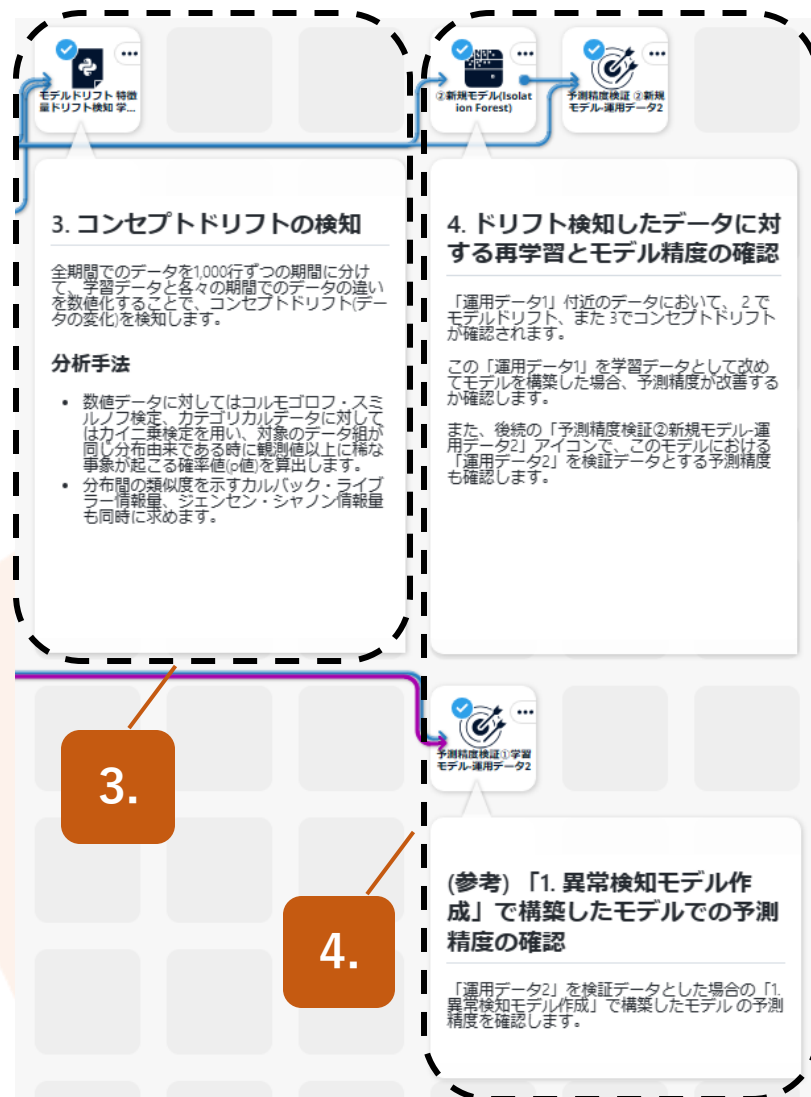 モデルドリフト 特徴
量ドリフト検知 学...
3. コンセプトドリフトの検知
全期間でのデータを1,000行ずつの期間に分け
て、学習データと各々の期間でのデータの違い
を数値化することで、コンセプトドリフト(デー
タの変化)を検知します。
分析手法
• 数値データに対してはコルモゴロフ・スミ
ルノフ検定、カテゴリカルデータに対して
はカイ二乗検定を用い、対象のデータ組が
同じ分布由来である時に観測値以上に稀な
事象が起こる確率値(p値)を算出します。
• 分布間の類似度を示すカルバック・ライブ
ラー情報量、ジェンセン・シャノン情報量
も同時に求めます。
3.
②新規モデル(Isolat
ion Forest)
予測精度検証 ②新規
モデル-運用データ2
4. ドリフト検知したデータに対
する再学習とモデル精度の確認
「運用データ1」付近のデータにおいて、 2 で
モデルドリフト、また 3でコンセプトドリフト
が確認されます。
この「運用データ1」を学習データとして改め
てモデルを構築した場合、予測精度が改善する
か確認します。
また、後続の「予測精度検証②新規モデル-運
用データ2」アイコンで、このモデルにおける
「運用データ2」を検証データとする予測精度
も確認します。
予測精度検証①学習
モデル-運用データ2
4.
(参考) 「1. 異常検知モデル作
成」で構築したモデルでの予測
精度の確認
「運用データ2」を検証データとした場合の「1.
異常検知モデル作成」で構築したモデル の予測
精度を確認します。